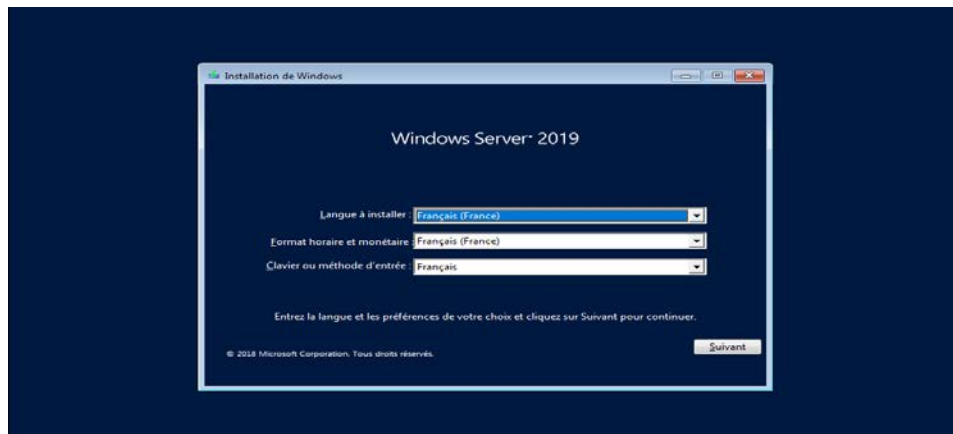 Installation de Windows
Windows Server 2019
Langue à installer : Français (France)
Format horaire et monétaire : Français (France)
Clavier ou méthode d'entrée : Français
Entrez la langue et les préférences de votre choix et cliquez sur Suivant pour continuer.
© 2018 Microsoft Corporation. Tous droits réservés.
Suivant